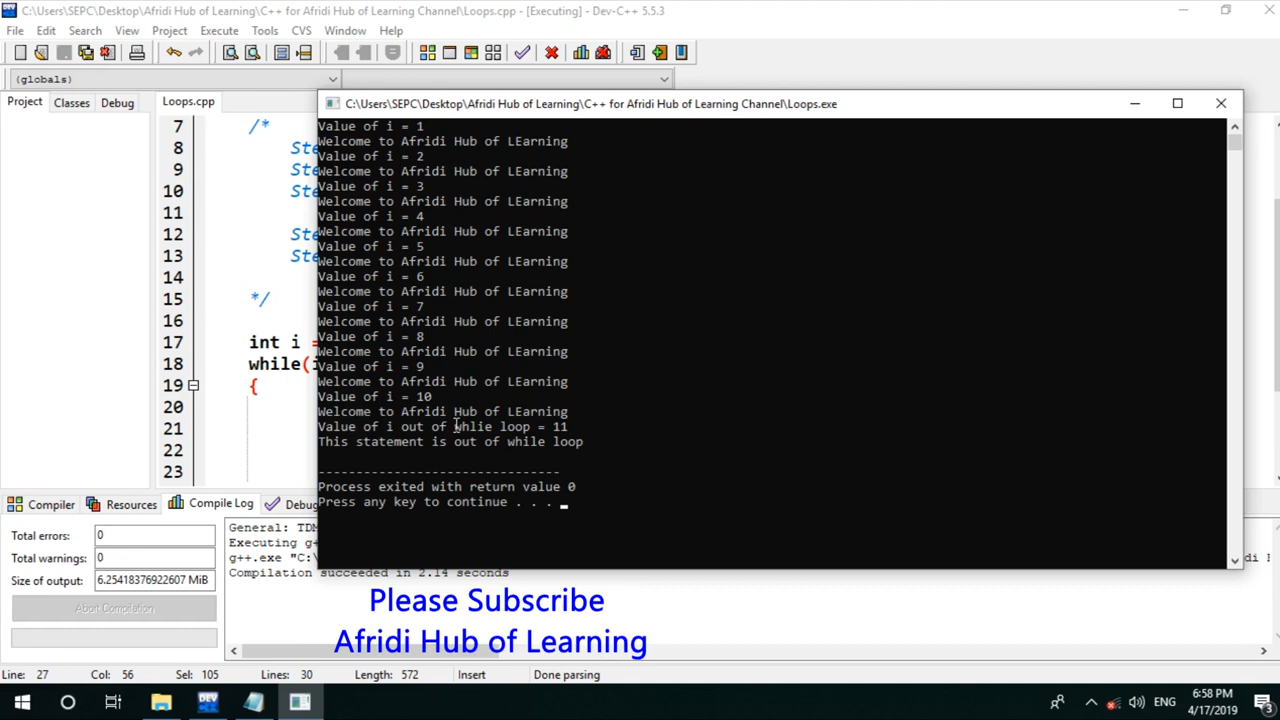 C:\Users\SEPC\Desktop\Afridi Hub of Learning\C++ for Afridi Hub of Learning Channel\Loops.cpp - [Executing] - Dev-C++ 5.5.3
File Edit Search View Project Execute Tools CVS Window Help
(globals)
Project Classes Debug Loops.cpp
C:\Users\SEPC\Desktop\Afridi Hub of Learning\C++ for Afridi Hub of Learning Channel\Loops.exe
7 /*
8 Ste
9 Ste
10 Ste
11
12 Ste
13 Ste
14
15 */
16
17 int i =
18 while(i
19 {
20
21
22
23
Value of i = 1
Welcome to Afridi Hub of LEarning
Value of i = 2
Welcome to Afridi Hub of LEarning
Value of i = 3
Welcome to Afridi Hub of LEarning
Value of i = 4
Welcome to Afridi Hub of LEarning
Value of i = 5
Welcome to Afridi Hub of LEarning
Value of i = 6
Welcome to Afridi Hub of LEarning
Value of i = 7
Welcome to Afridi Hub of LEarning
Value of i = 8
Welcome to Afridi Hub of LEarning
Value of i = 9
Welcome to Afridi Hub of LEarning
Value of i = 10
Welcome to Afridi Hub of LEarning
Value of i out of whlie loop = 11
This statement is out of while loop
--------------------------------
Process exited with return value 0
Press any key to continue . . .
Compiler Resources Compile Log Debug
Total errors: 0
Total warnings: 0
Size of output: 6.25418376922607 MiB
Abort Compilation
General: TDM
Executing g+
g++.exe "C:\
Compilation succeeded in 2.14 seconds
Please Subscribe
Afridi Hub of Learning
Line: 27 Col: 56 Sel: 105 Lines: 30 Length: 572 Insert Done parsing
DEV
ENG
6:58 PM
4/17/2019
3